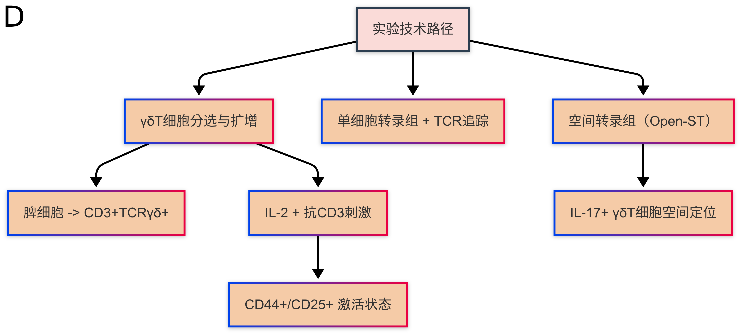 D
实验技术路径
γδT细胞分选与扩增
单细胞转录组 + TCR追踪
空间转录组（Open-ST）
脾细胞 -> CD3+TCRγδ+
IL-2 + 抗CD3刺激
IL-17+ γδT细胞空间定位
CD44+/CD25+ 激活状态